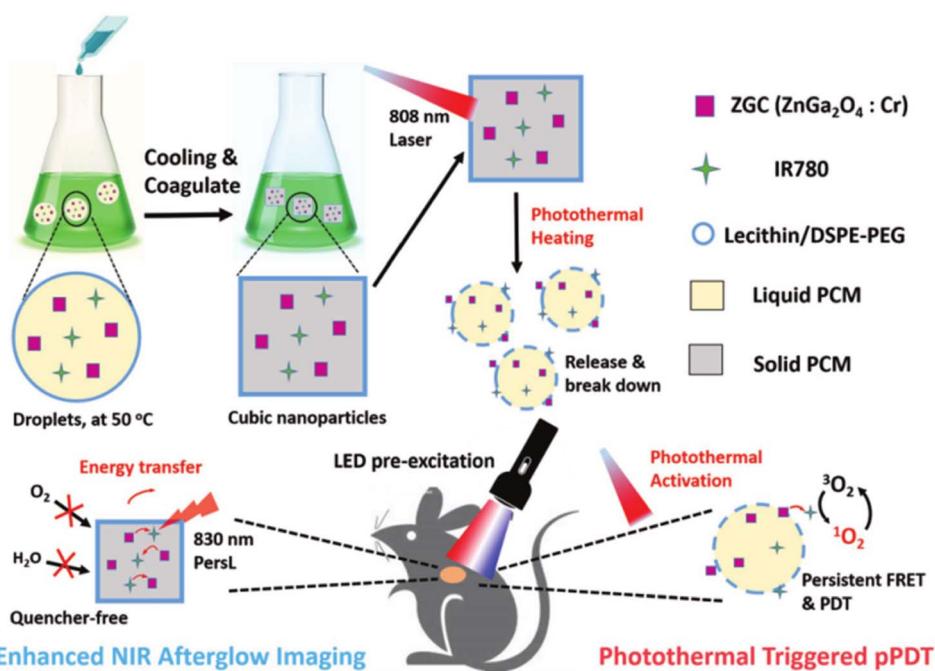 Cooling &
Coagulate
808 nm
Laser
ZGC (ZnGa₂O₄ : Cr)
IR780
Photothermal
Heating
Lecithin/DSPE-PEG
Liquid PCM
Solid PCM
Release &
break down
Droplets, at 50 °C
Cubic nanoparticles
Energy transfer
O₂
H₂O
830 nm
PersL
Quencher-free
LED pre-excitation
Photothermal
Activation
³O₂
¹O₂
Persistent FRET
& PDT
Enhanced NIR Afterglow Imaging
Photothermal Triggered pPDT